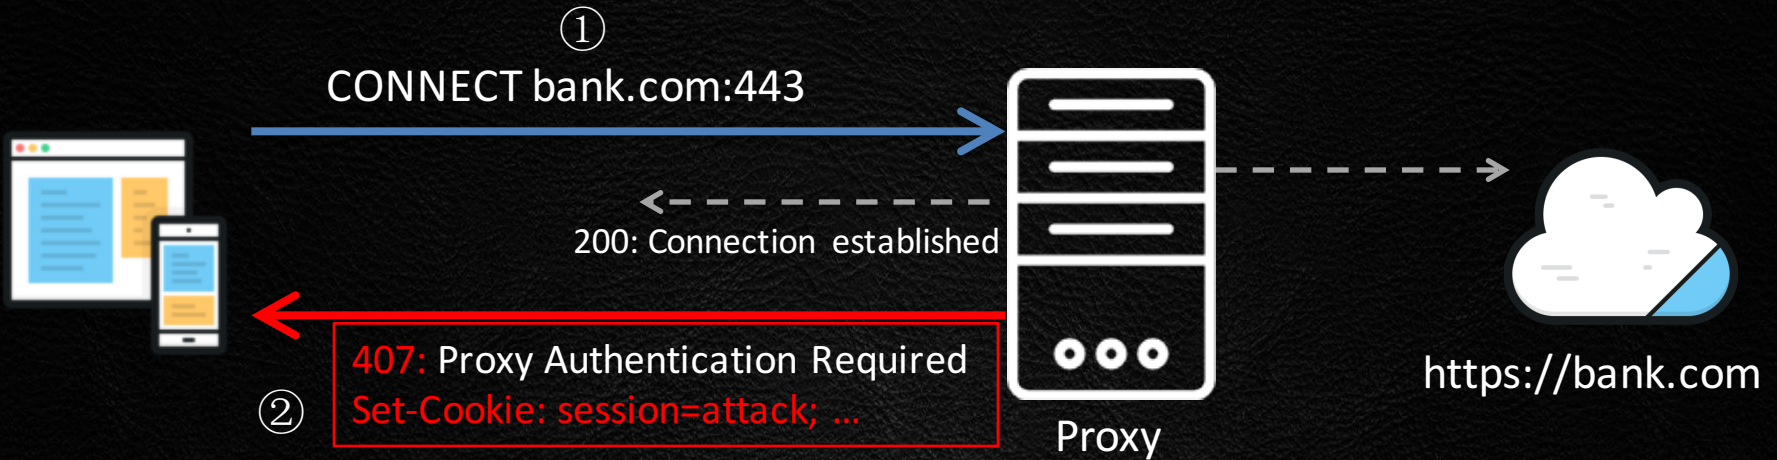 ①
CONNECT bank.com:443
200: Connection established
407: Proxy Authentication Required
Set-Cookie: session=attack; ...
②
Proxy
https://bank.com